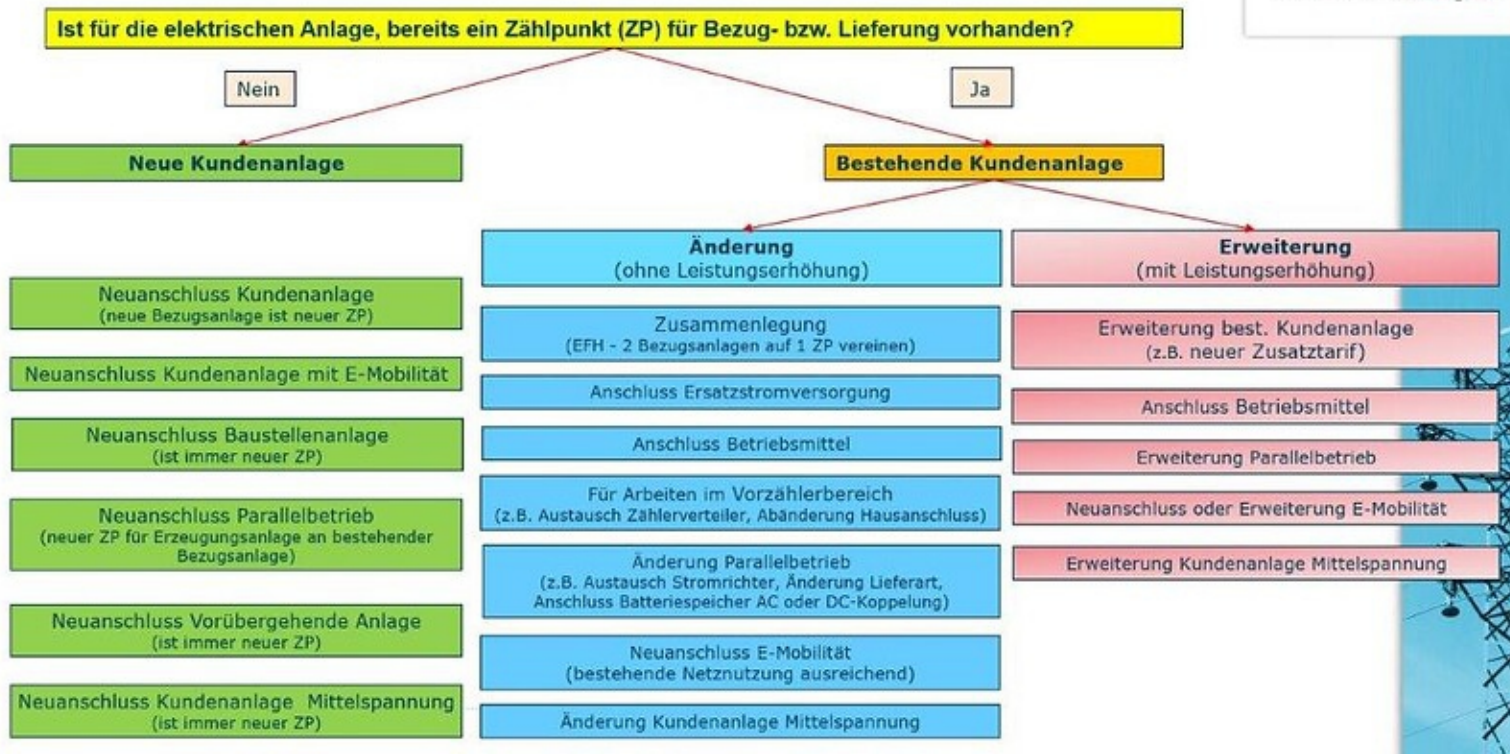 Ist für die elektrischen Anlage, bereits ein Zählpunkt (ZP) für Bezug- bzw. Lieferung vorhanden?
Nein
Ja
Neue Kundenanlage
Bestehende Kundenanlage
Neuanschluss Kundenanlage
(neue Bezugsanlage ist neuer ZP)
Neuanschluss Kundenanlage mit E-Mobilität
Neuanschluss Baustellenanlage
(ist immer neuer ZP)
Neuanschluss Parallelbetrieb
(neuer ZP für Erzeugungsanlage an bestehender
Bezugsanlage)
Neuanschluss Vorübergehende Anlage
(ist immer neuer ZP)
Neuanschluss Kundenanlage Mittelspannung
(ist immer neuer ZP)
Änderung
(ohne Leistungserhöhung)
Zusammenlegung
(EFH - 2 Bezugsanlagen auf 1 ZP vereinen)
Anschluss Ersatzstromversorgung
Anschluss Betriebsmittel
Für Arbeiten im Vorzählerbereich
(z.B. Austausch Zählerverteiler, Abänderung Hausanschluss)
Änderung Parallelbetrieb
(z.B. Austausch Stromrichter, Änderung Lieferart,
Anschluss Batteriespeicher AC oder DC-Koppelung)
Neuanschluss E-Mobilität
(bestehende Netznutzung ausreichend)
Änderung Kundenanlage Mittelspannung
Erweiterung
(mit Leistungserhöhung)
Erweiterung best. Kundenanlage
(z.B. neuer Zusatztarif)
Anschluss Betriebsmittel
Erweiterung Parallelbetrieb
Neuanschluss oder Erweiterung E-Mobilität
Erweiterung Kundenanlage Mittelspannung